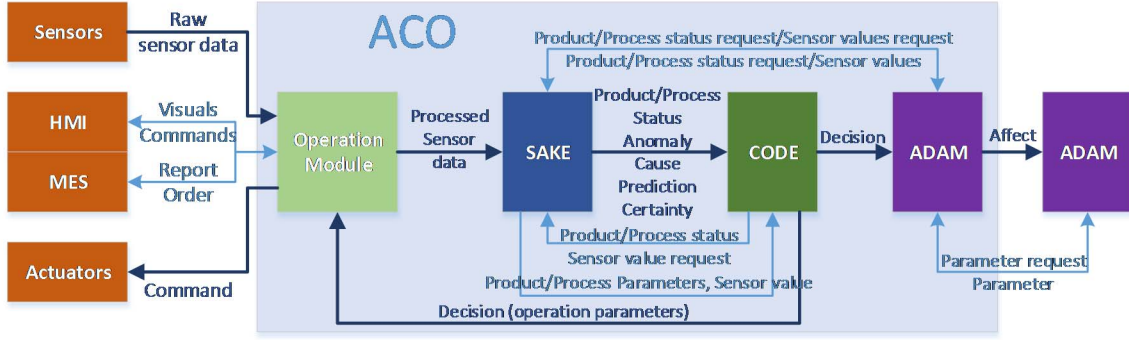 ACO
Sensors
Raw
sensor data
HMI
Visuals
Commands
MES
Report
Order
Actuators
Command
Operation
Module
Processed
Sensor
data
SAKE
Product/Process status request/Sensor values request
Product/Process status request/Sensor values
Product/Process
Status
Anomaly
Cause
Prediction
Certainty
CODE
Decision
ADAM
Affect
ADAM
Product/Process status
Sensor value request
Product/Process Parameters, Sensor value
Decision (operation parameters)
Parameter request
Parameter